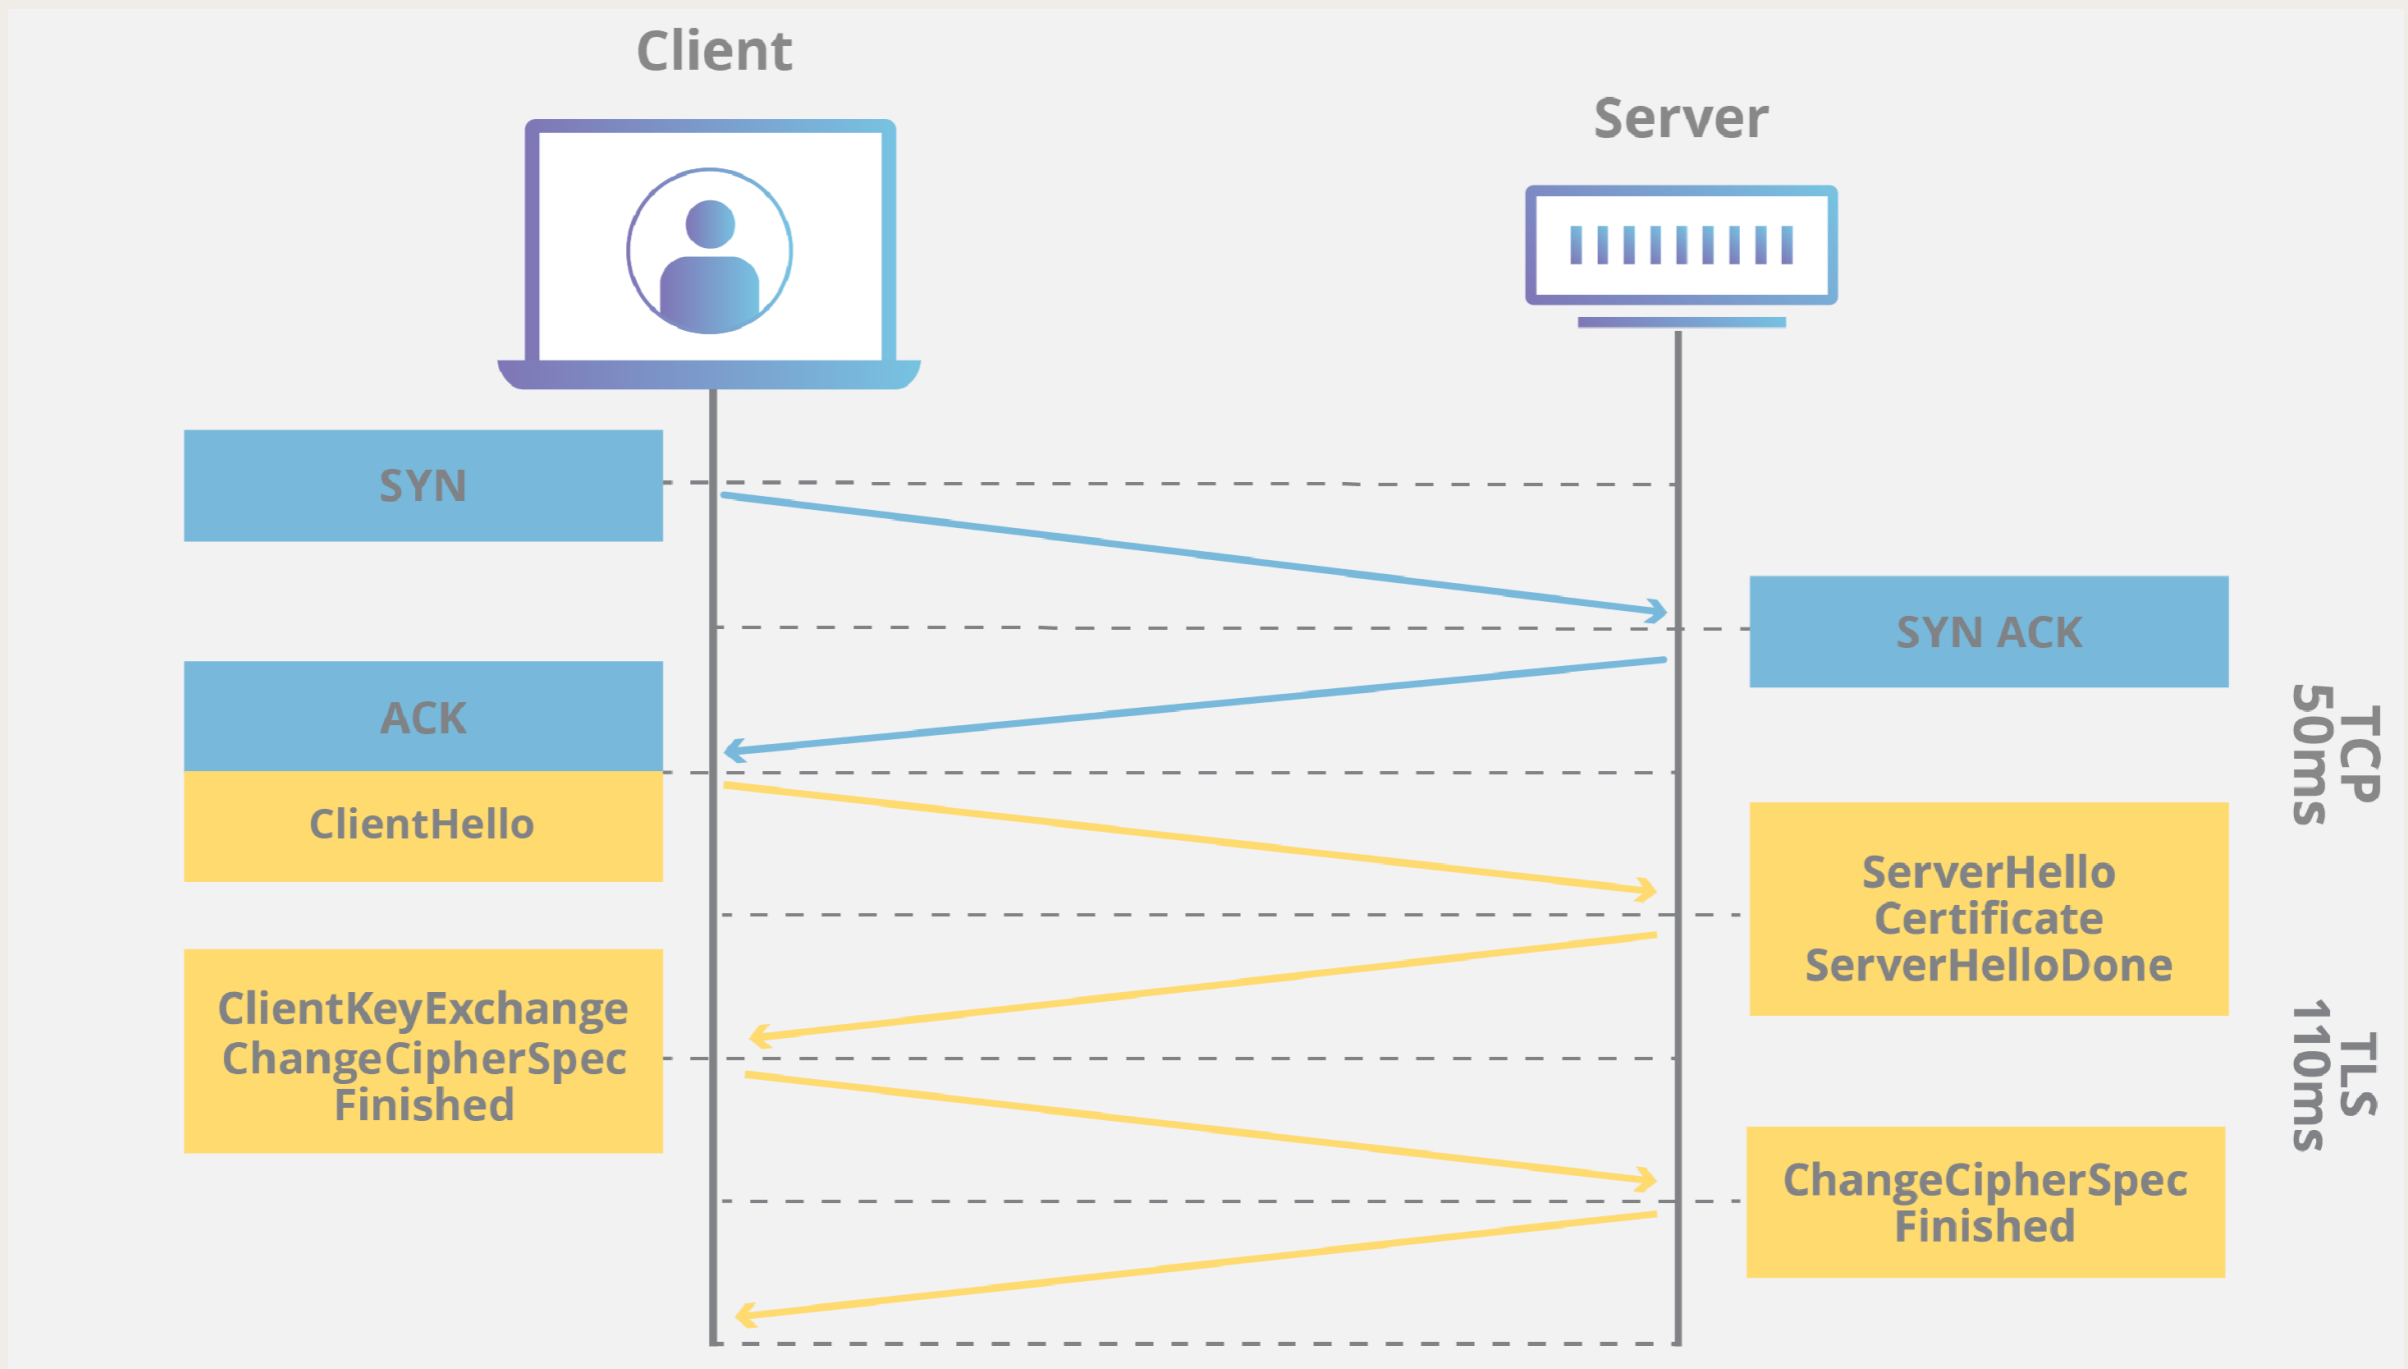 Client
Server
SYN
SYN ACK
ACK
ClientHello
TCP
50ms
ServerHello
Certificate
ServerHelloDone
ClientKeyExchange
ChangeCipherSpec
Finished
TLS
110ms
ChangeCipherSpec
Finished